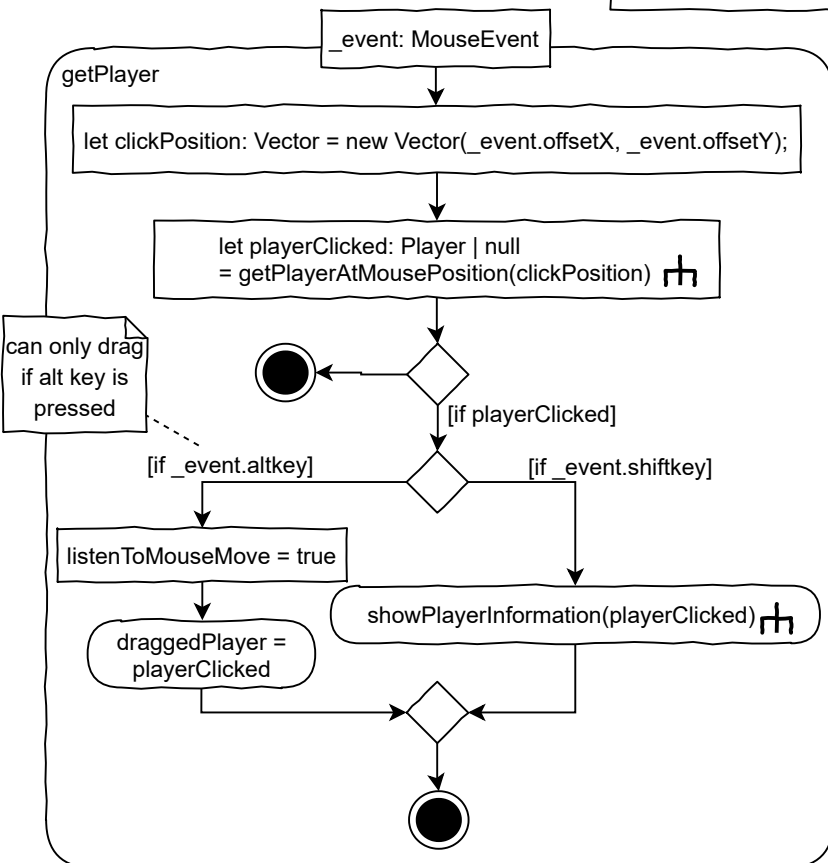 _event: MouseEvent
getPlayer
let clickPosition: Vector = new Vector(_event.offsetX, _event.offsetY);
let playerClicked: Player | null
= getPlayerAtMousePosition(clickPosition)
can only drag
if alt key is
pressed
[if playerClicked]
[if _event.altkey]
[if _event.shiftkey]
listenToMouseMove = true
showPlayerInformation(playerClicked)
draggedPlayer =
playerClicked